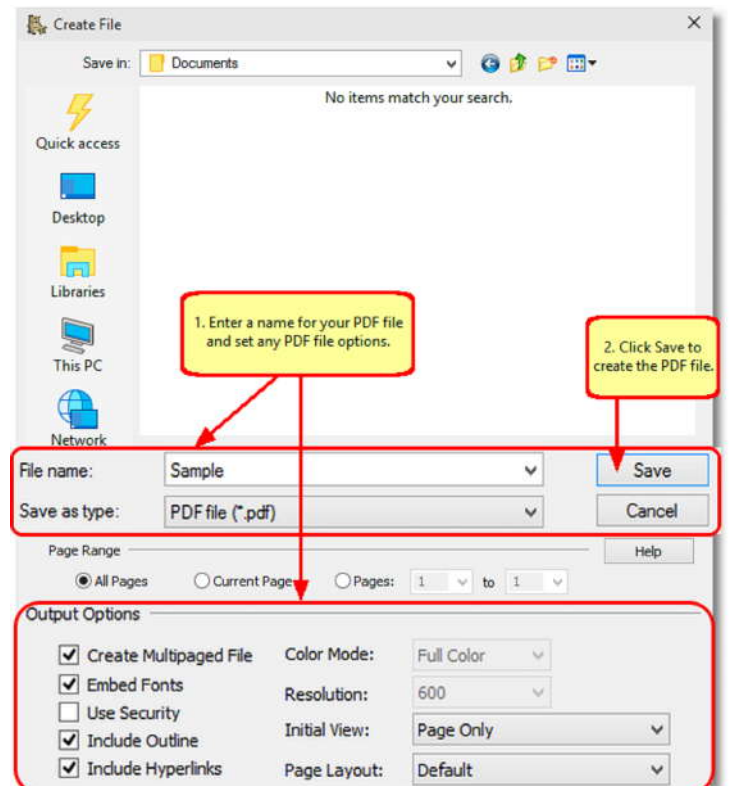 Create File
Save in: Documents
No items match your search.
Quick access
Desktop
Libraries
This PC
Network
1. Enter a name for your PDF file
and set any PDF file options.
2. Click Save to
create the PDF file.
File name: Sample Save
Save as type: PDF file (*.pdf) Cancel
Page Range Help
All Pages Current Page Pages: 1 to 1
Output Options
Create Multipaged File Color Mode: Full Color
Embed Fonts Resolution: 600
Use Security
Initial View: Page Only
Include Outline
Include Hyperlinks Page Layout: Default